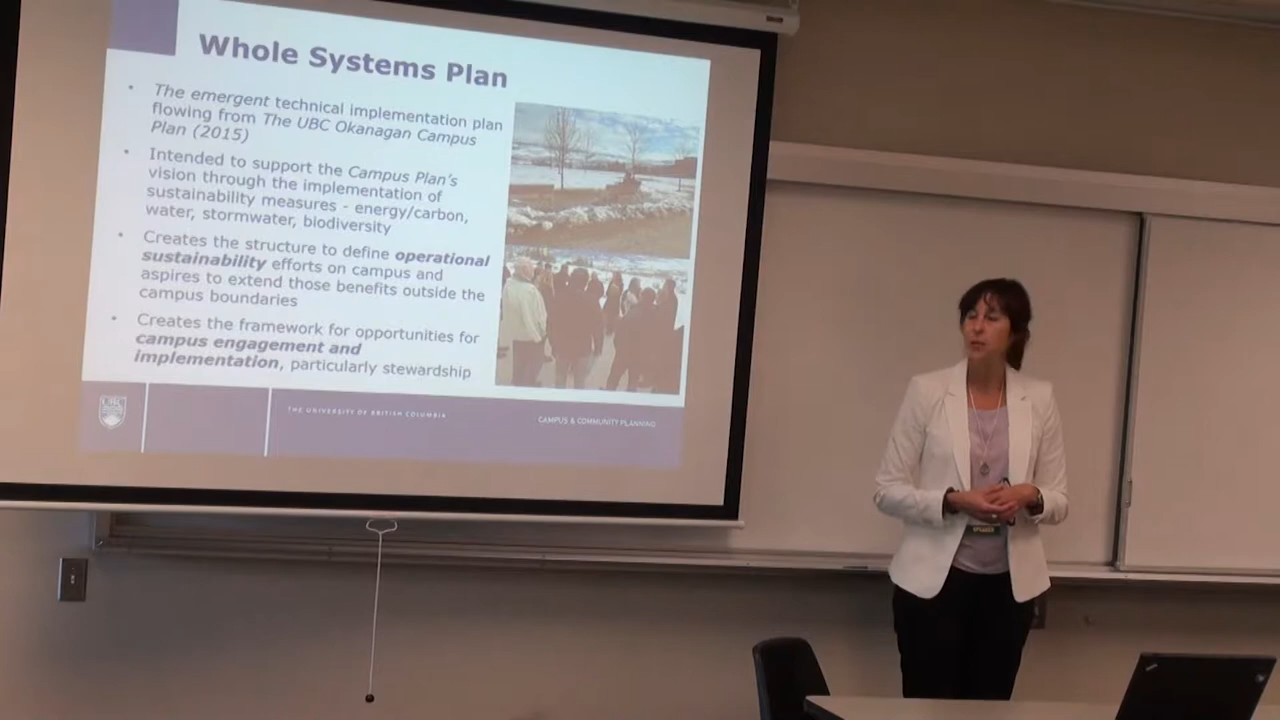 Whole Systems Plan
• The emergent technical implementation plan
flowing from The UBC Okanagan Campus
Plan (2015)
• Intended to support the Campus Plan's
vision through the implementation of
sustainability measures - energy/carbon,
water, stormwater, biodiversity
• Creates the structure to define operational
sustainability efforts on campus and
aspires to extend those benefits outside the
campus boundaries
• Creates the framework for opportunities for
campus engagement and
implementation, particularly stewardship
UBC
THE UNIVERSITY OF BRITISH COLUMBIA
CAMPUS & COMMUNITY PLANNING